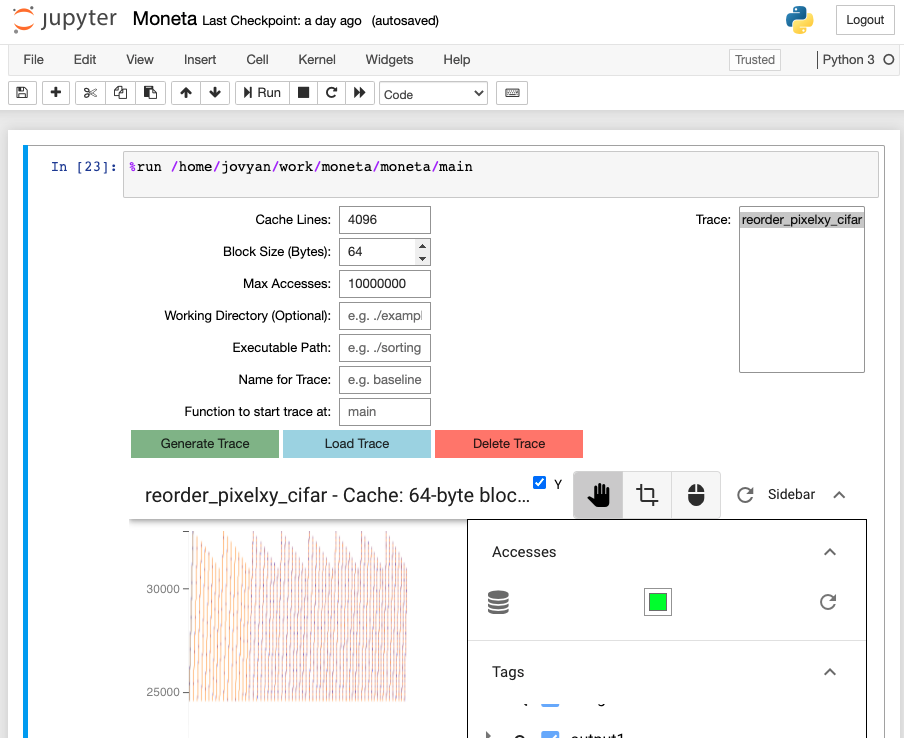 jupyter Moneta Last Checkpoint: a day ago (autosaved) Logout
File Edit View Insert Cell Kernel Widgets Help Trusted Python 3
Run Code
In [23]: %run /home/jovyan/work/moneta/moneta/main
Cache Lines: 4096 Trace: reorder_pixelxy_cifar
Block Size (Bytes): 64
Max Accesses: 10000000
Working Directory (Optional): e.g. ./exampl
Executable Path: e.g. ./sorting
Name for Trace: e.g. baseline
Function to start trace at: main
Generate Trace Load Trace Delete Trace
reorder_pixelxy_cifar - Cache: 64-byte bloc... Y Sidebar
Accesses
30000
Tags
25000
output1